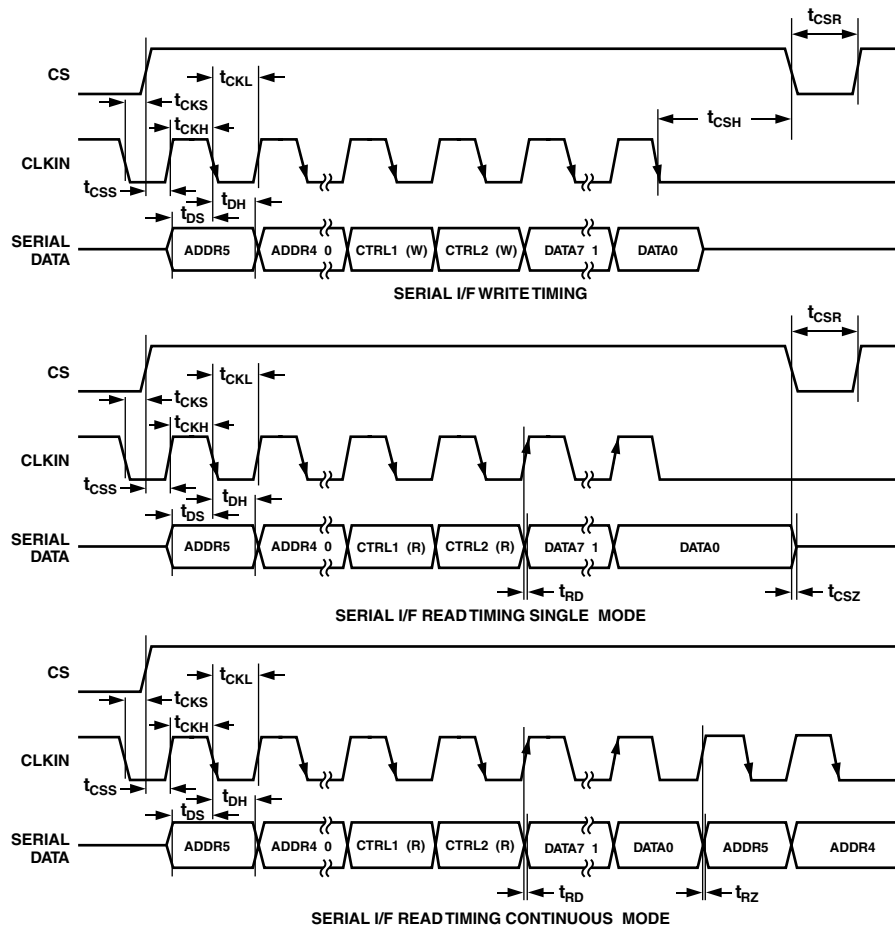 tCSR
CS
tCKL
tCKS
tCKH
tCSH
CLKIN
tCSS
tDS
tDH
SERIAL DATA
ADDR5 ADDR4 0 CTRL1 (W) CTRL2 (W) DATA7 1 DATA0
SERIAL I/F WRITE TIMING
tCSR
CS
tCKL
tCKS
tCKH
CLKIN
tCSS
tDS
tDH
SERIAL DATA
ADDR5 ADDR4 0 CTRL1 (R) CTRL2 (R) DATA7 1 DATA0
tRD
tCSZ
SERIAL I/F READ TIMING SINGLE MODE
CS
tCKL
tCKS
tCKH
CLKIN
tCSS
tDS
tDH
SERIAL DATA
ADDR5 ADDR4 0 CTRL1 (R) CTRL2 (R) DATA7 1 DATA0 ADDR5 ADDR4
tRD
tRZ
SERIAL I/F READ TIMING CONTINUOUS MODE